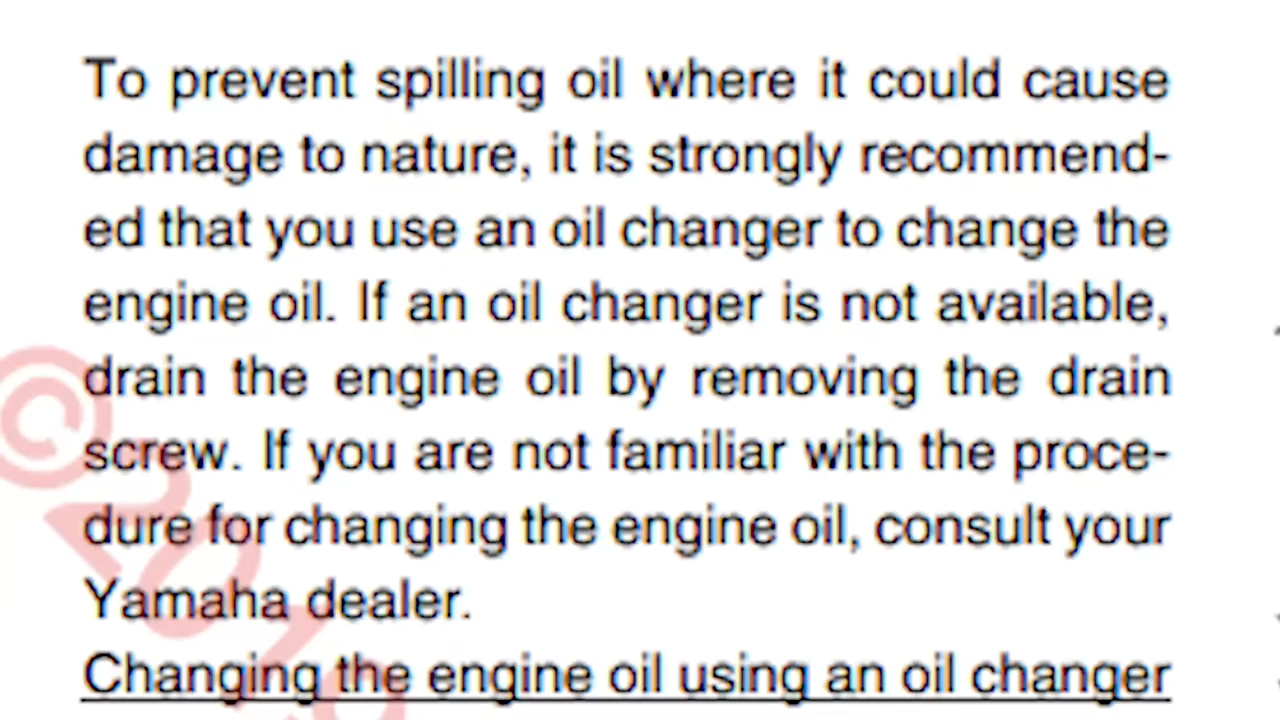 To prevent spilling oil where it could cause
damage to nature, it is strongly recommend-
ed that you use an oil changer to change the
engine oil. If an oil changer is not available,
drain the engine oil by removing the drain
screw. If you are not familiar with the proce-
dure for changing the engine oil, consult your
Yamaha dealer.
Changing the engine oil using an oil changer